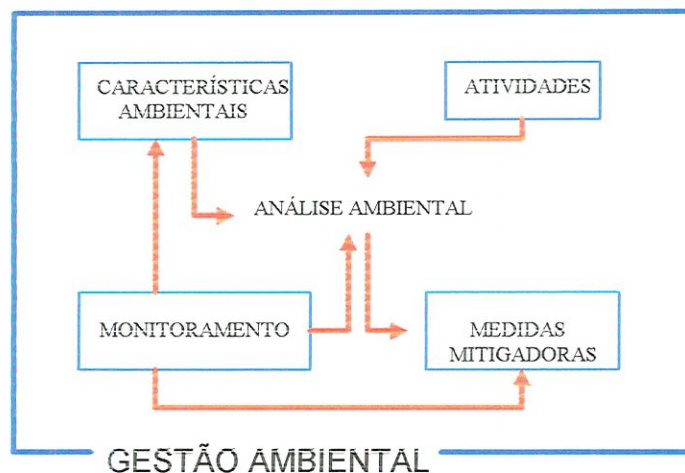 CARACTERÍSTICAS
AMBIENTAIS
ATIVIDADES
ANÁLISE AMBIENTAL
MONITORAMENTO
MEDIDAS
MITIGADORAS
GESTÃO AMBIENTAL